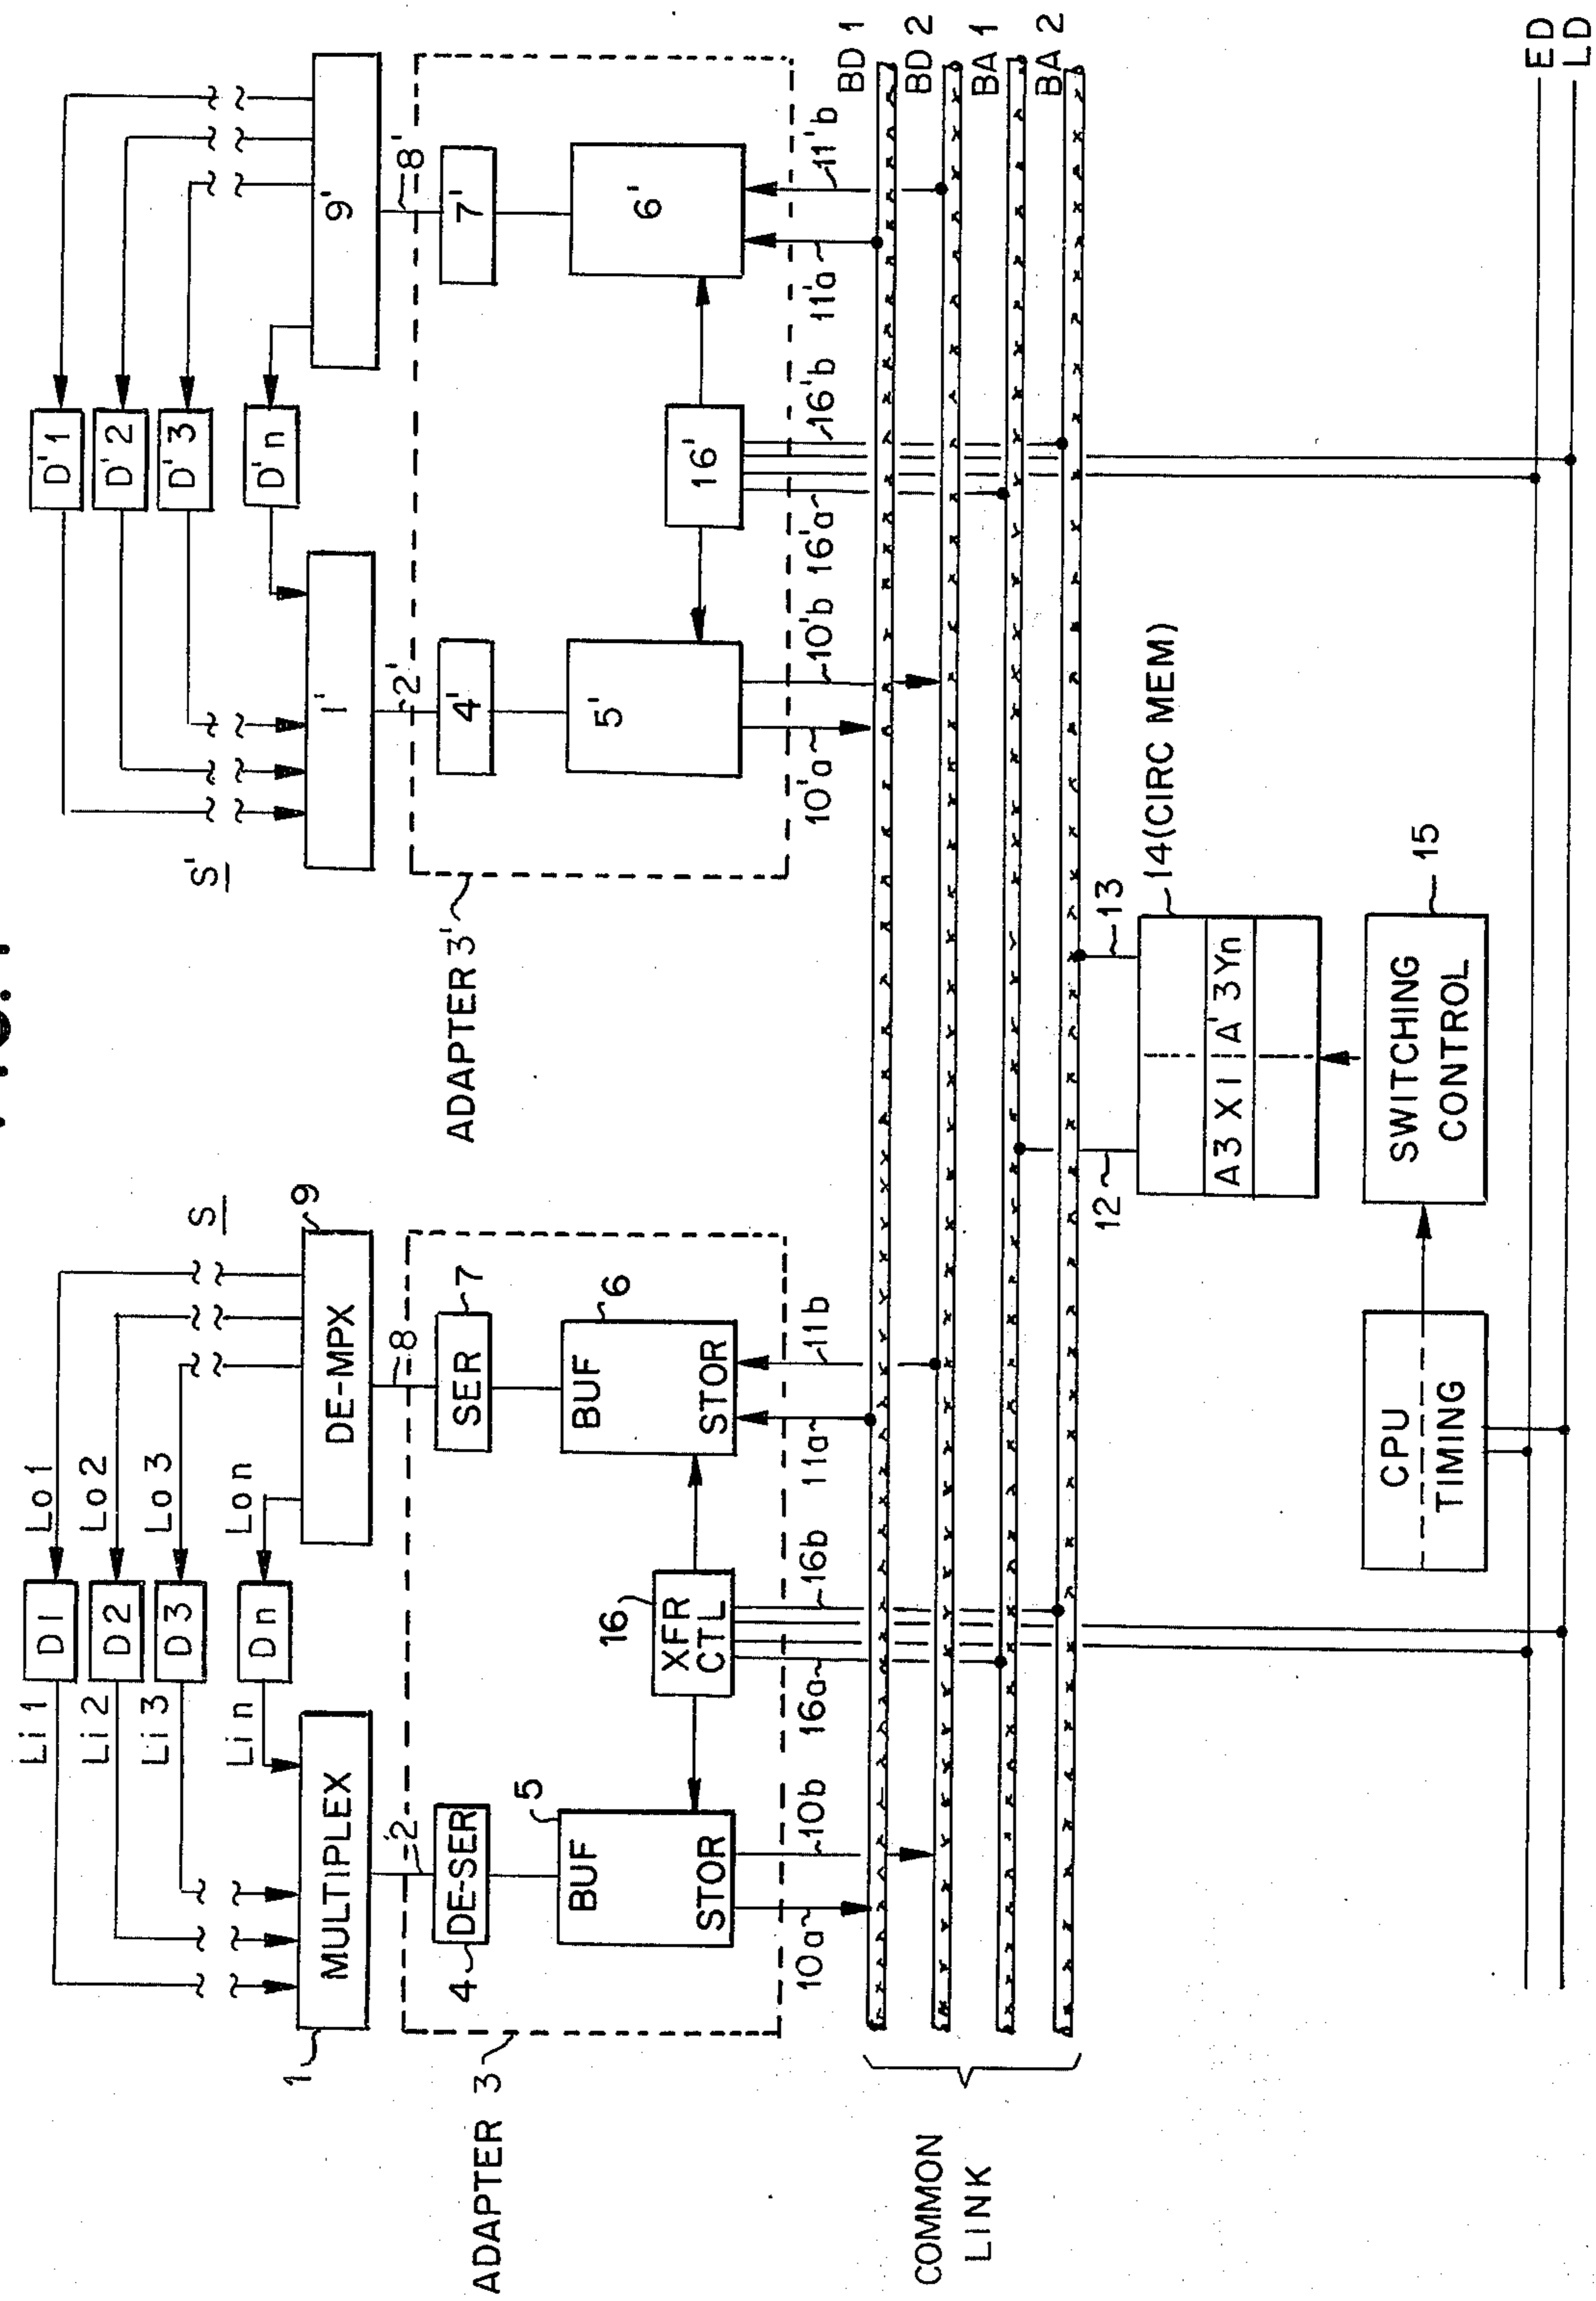 Li 1
Li 2
Li 3
Li n
D1
D2
D3
Dn
Lo 1
Lo 2
Lo 3
Lo n
S
1
MULTIPLEX
DE-MPX
9
2
8
ADAPTER 3
4
DE-SER
SER
7
5
BUF
STOR
16
XFR
CTL
6
BUF
STOR
10a
10b
16a
16b
11a
11b
D'1
D'2
D'3
D'n
S'
1'
9'
2'
8'
ADAPTER 3'
4'
7'
5'
16'
6'
10'a
10'b
16'a
16'b
11'a
11'b
COMMON
LINK
BD 1
BD 2
BA 1
BA 2
12
13
14(CIRC MEM)
A3 X1 A'3Yn
CPU
TIMING
SWITCHING
CONTROL
15
ED
LD